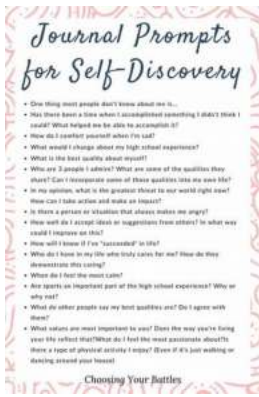 Journal Prompts
for Self-Discovery
• One thing most people don't know about me is...
• Has there been a time when I accomplished something I didn't think I
could? What helped me be able to accomplish it?
• How do I comfort myself when I'm sad?
• What would I change about my high school experience?
• What is the best quality about myself?
• Who are 3 people I admire? What are some of the qualities they
share? Can I incorporate some of those qualities into my own life?
• In my opinion, what is the greatest threat to our world right now?
How can I take action and make an impact?
• Is there a person or situation that always makes me angry?
• How well do I accept ideas or suggestions from others? In what way
could I improve on this?
• How will I know if I've "succeeded" in life?
• Who do I have in my life who truly cares for me? How do they
demonstrate this caring?
• When do I feel the most calm?
• Are sports an important part of the high school experience? Why or
why not?
• What do other people say my best qualities are? Do I agree with
them?
• What values are most important to you? Does the way you're living
your life reflect that?What do I feel the most passionate about?Is
there a type of physical activity I enjoy? (Even if it's just walking or
dancing around your house)
Choosing Your Battles